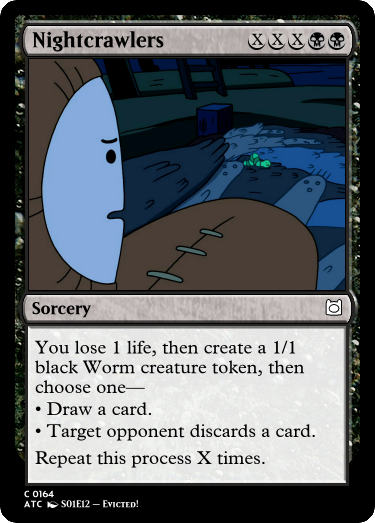 Nightcrawlers XXX
Sorcery
You lose 1 life, then create a 1/1
black Worm creature token, then
choose one—
• Draw a card.
• Target opponent discards a card.
Repeat this process X times.
C 0164
ATC S01E12 – Evicted!